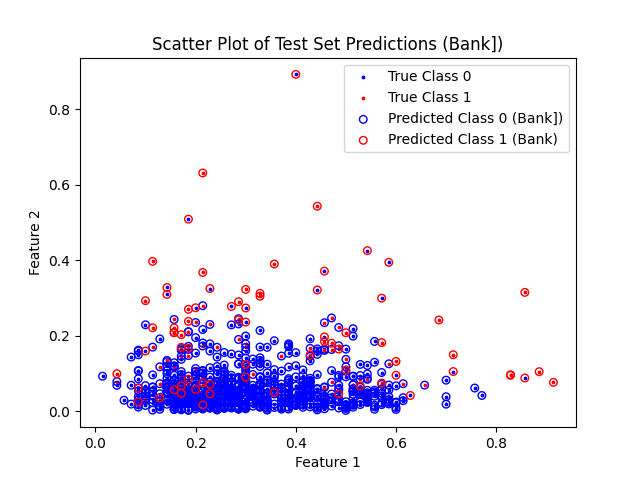 Scatter Plot of Test Set Predictions (Bank])
True Class 0
True Class 1
Predicted Class 0 (Bank])
Predicted Class 1 (Bank)
Feature 2
0.8
0.6
0.4
0.2
0.0
0.0 0.2 0.4 0.6 0.8
Feature 1